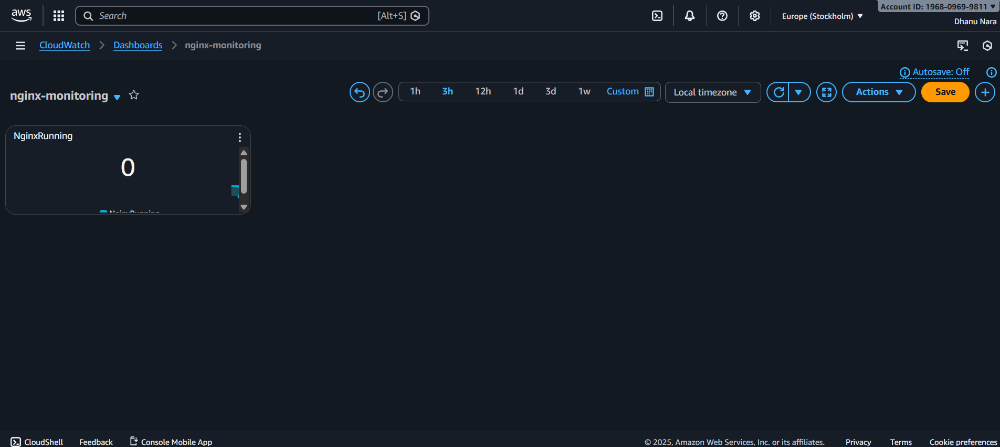 aws
Search [Alt+S]
Europe (Stockholm)
Account ID: 1968-0969-9811
Dhanu Nara
CloudWatch
Dashboards
nginx-monitoring
Autosave: Off
nginx-monitoring
1h 3h 12h 1d 3d 1w Custom
Local timezone
Actions
Save
NginxRunning
0
NginxRunning
CloudShell
Feedback
Console Mobile App
© 2025, Amazon Web Services, Inc. or its affiliates.
Privacy
Terms
Cookie preferences